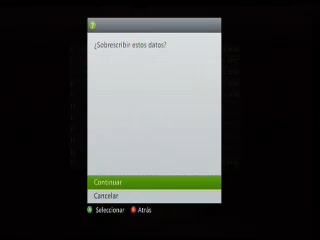 ¿Sobrescribir estos datos?
Continuar
Cancelar
A Seleccionar B Atrás